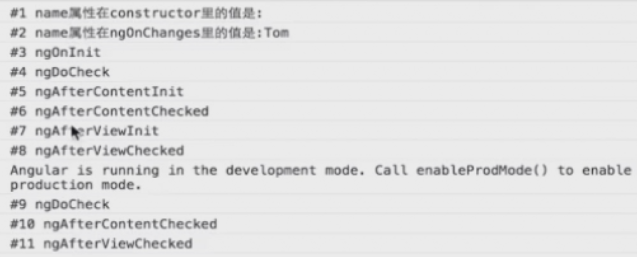 #1 name属性在constructor里的值是:
#2 name属性在ngOnChanges里的值是:Tom
#3 ngOnInit
#4 ngDoCheck
#5 ngAfterContentInit
#6 ngAfterContentChecked
#7 ngAfterViewInit
#8 ngAfterViewChecked
Angular is running in the development mode. Call enableProdMode() to enable
production mode.
#9 ngDoCheck
#10 ngAfterContentChecked
#11 ngAfterViewChecked